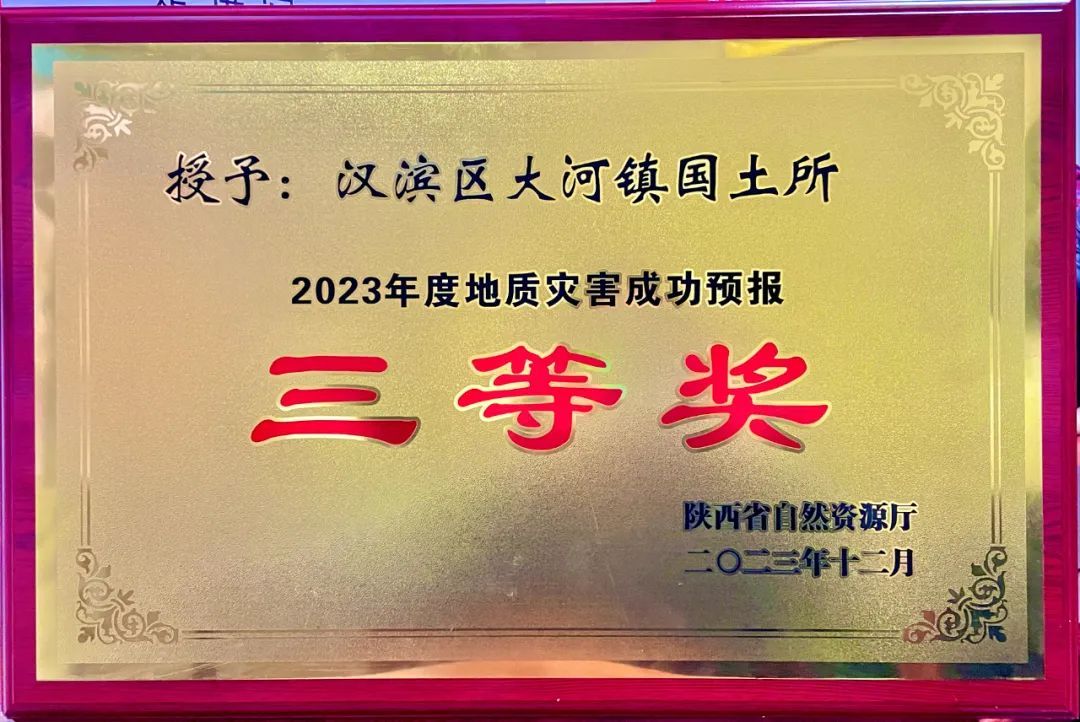 授予：汉滨区大河镇国土所
2023年度地质灾害成功预报
三等奖
陕西省自然资源厅
二〇二三年十二月